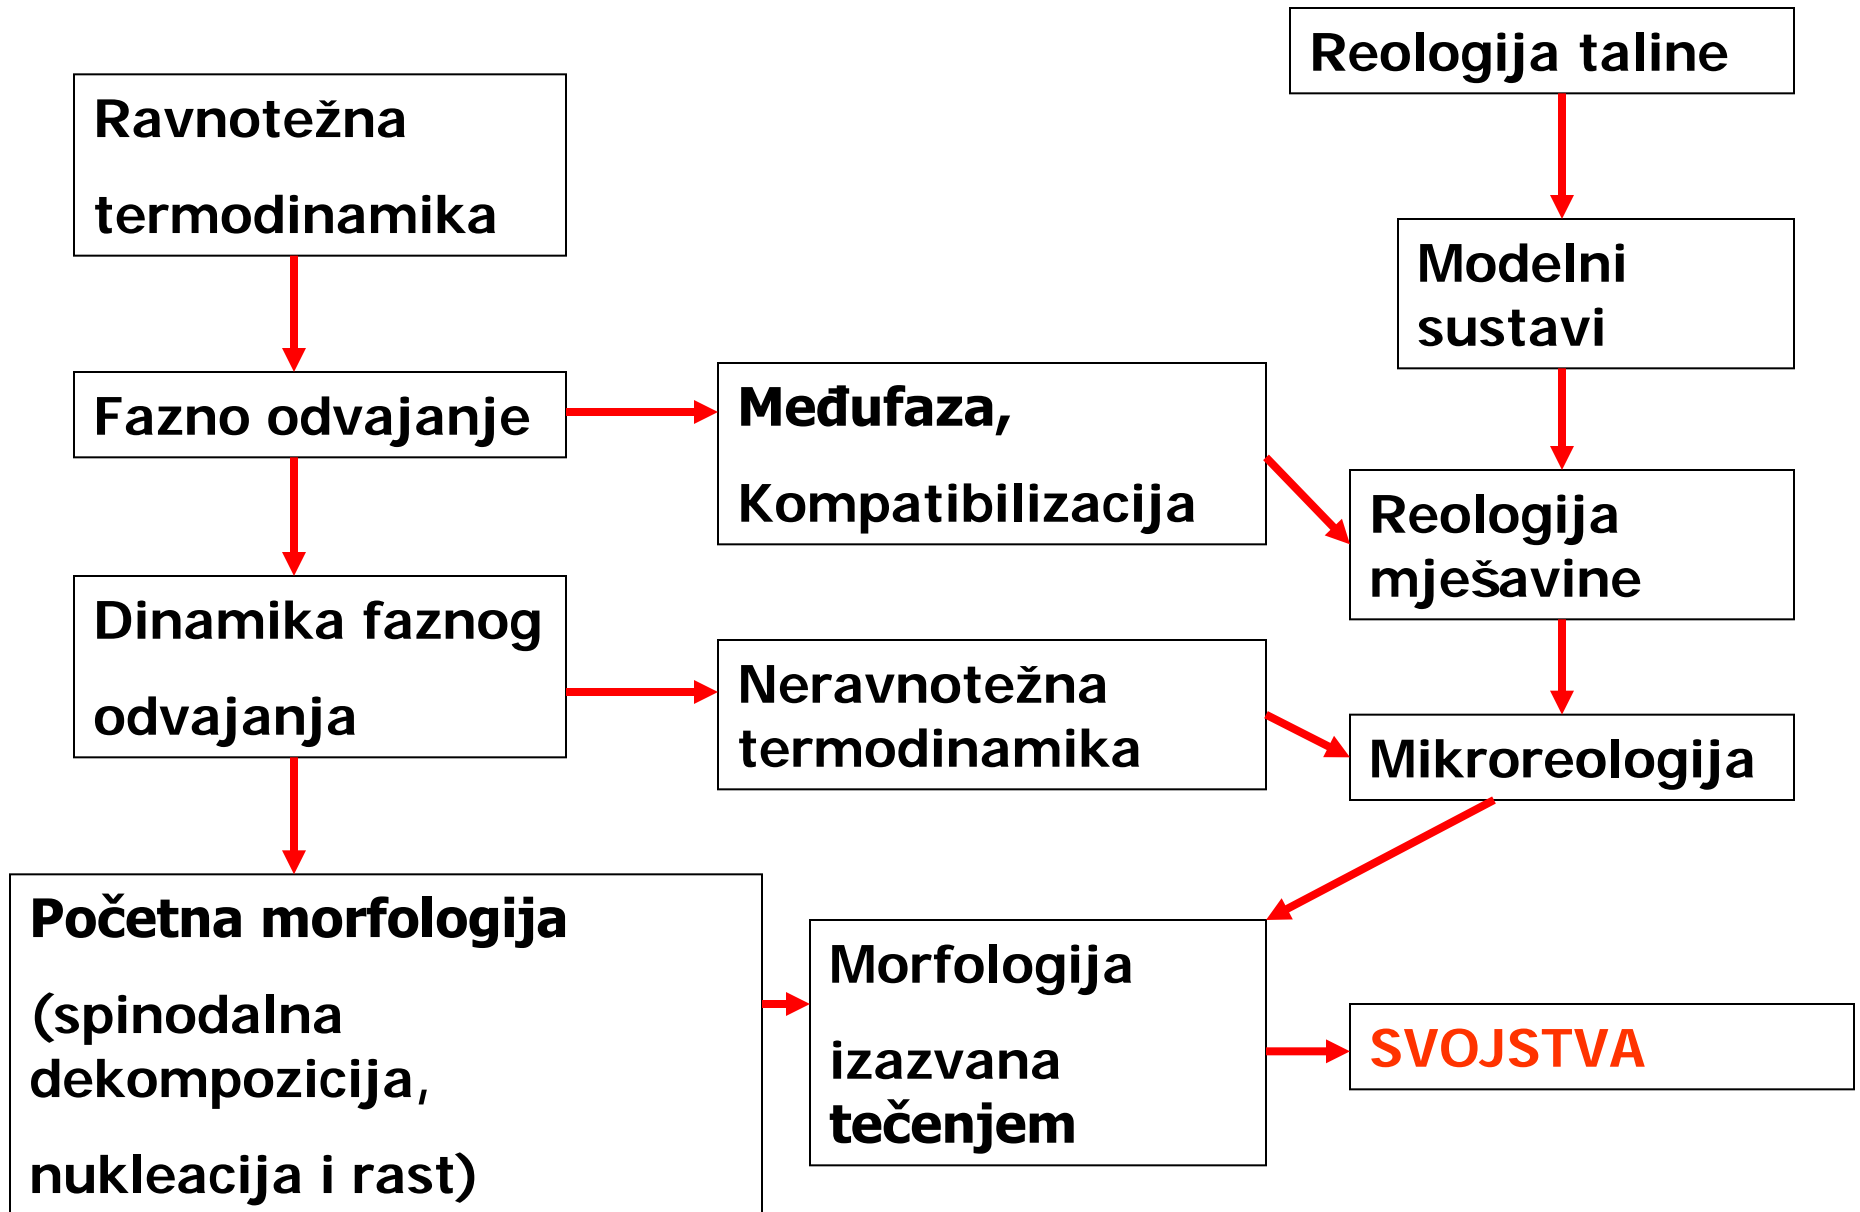 Reologija taline
Ravnotežna
termodinamika
Modelni
sustavi
Fazno odvajanje
Međufaza,
Kompatibilizacija
Reologija
mješavine
Dinamika faznog
odvajanja
Neravnotežna
termodinamika
Mikroreologija
Početna morfologija
(spinodalna
dekompozicija,
nukleacija i rast)
Morfologija
izazvana
tečenjem
SVOJSTVA